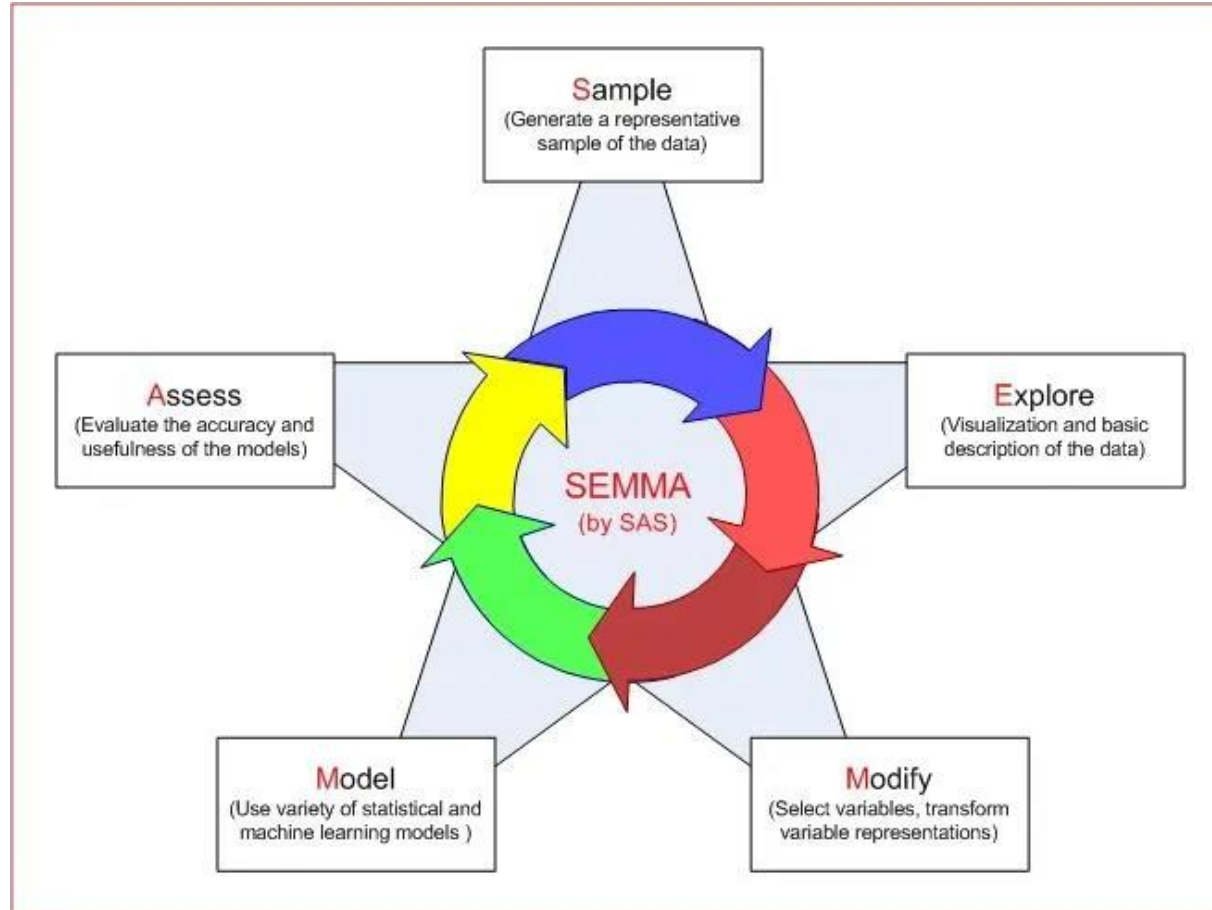 Sample
(Generate a representative
sample of the data)
Assess
(Evaluate the accuracy and
usefulness of the models)
Explore
(Visualization and basic
description of the data)
SEMMA
(by SAS)
Model
(Use variety of statistical and
machine learning models )
Modify
(Select variables, transform
variable representations)